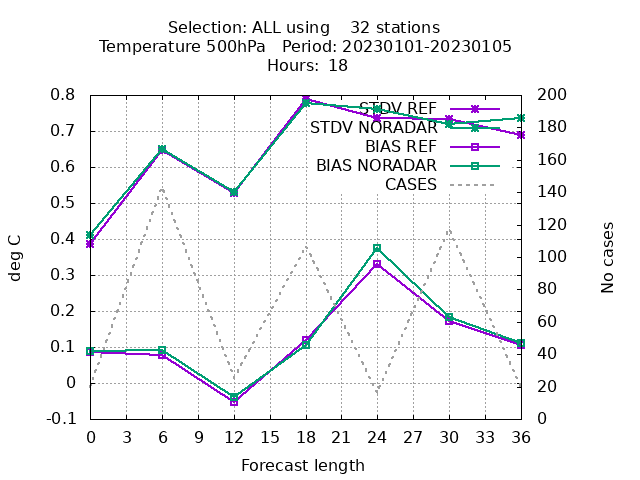 Selection: ALL using    32 stations
Temperature 500hPa   Period: 20230101-20230105
Hours: 18
STDV REF
STDV NORADAR
BIAS REF
BIAS NORADAR
CASES
0.8
0.7
0.6
0.5
0.4
0.3
0.2
0.1
0
-0.1
deg C
200
180
160
140
120
100
80
60
40
20
0
No cases
0 3 6 9 12 15 18 21 24 27 30 33 36
Forecast length